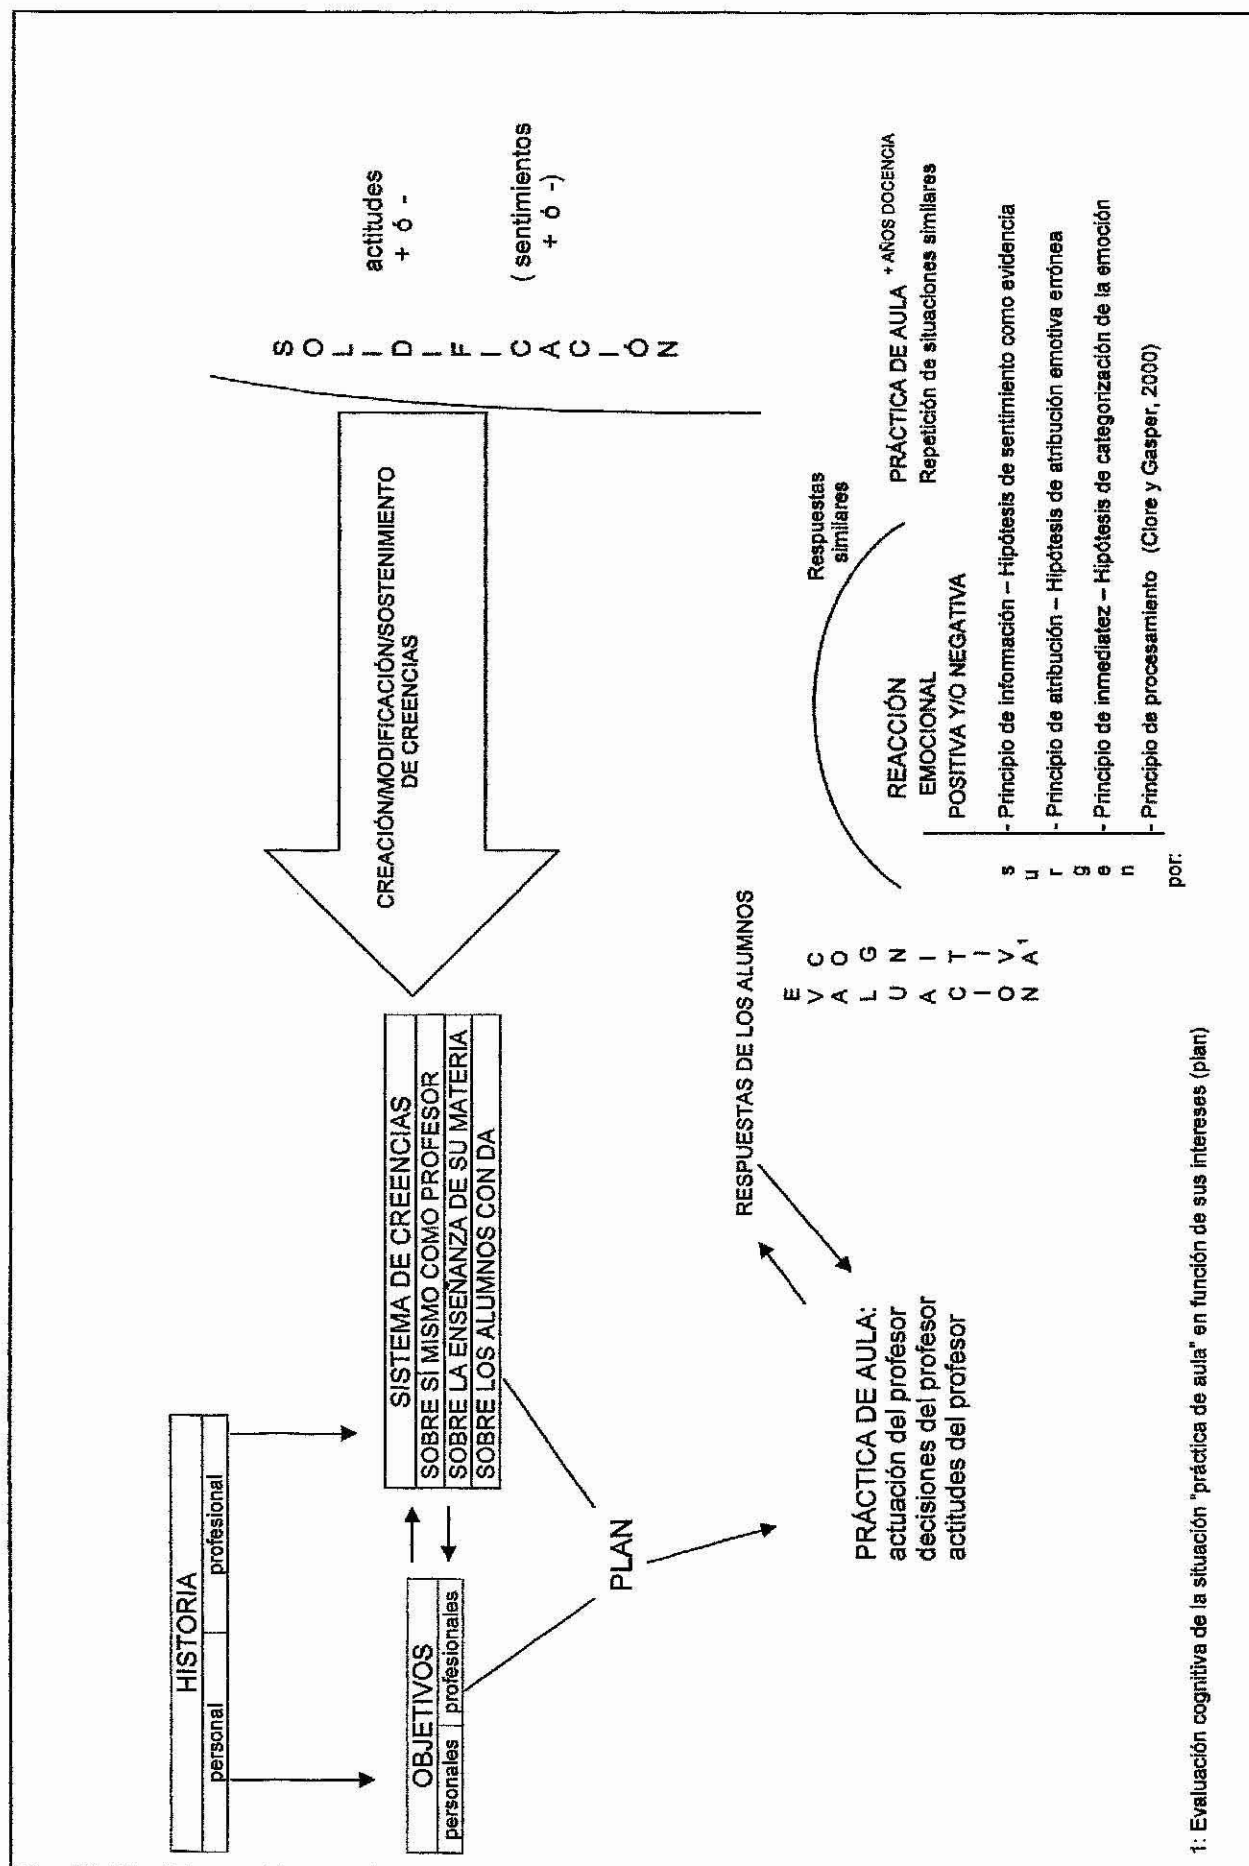 HISTORIA
personal profesional
OBJETIVOS
personales profesionales
SISTEMA DE CREENCIAS
SOBRE SÍ MISMO COMO PROFESOR
SOBRE LA ENSEÑANZA DE SU MATERIA
SOBRE LOS ALUMNOS CON DA
CREACIÓN/MODIFICACIÓN/SOSTENIMIENTO
DE CREENCIAS
SOLIDIFICACIÓN
actitudes
+ ó -
( sentimientos
+ ó -)
PLAN
PRÁCTICA DE AULA:
actuación del profesor
decisiones del profesor
actitudes del profesor
RESPUESTAS DE LOS ALUMNOS
EVALUACION
COGNITIVA¹
REACCIÓN
EMOCIONAL
POSITIVA Y/O NEGATIVA
Respuestas
similares
PRÁCTICA DE AULA + AÑOS DOCENCIA
Repetición de situaciones similares
surgen
por:
- Principio de información – Hipótesis de sentimiento como evidencia
- Principio de atribución – Hipótesis de atribución emotiva errónea
- Principio de inmediatez – Hipótesis de categorización de la emoción
- Principio de procesamiento (Clore y Gasper, 2000)
1: Evaluación cognitiva de la situación "práctica de aula" en función de sus intereses (plan)